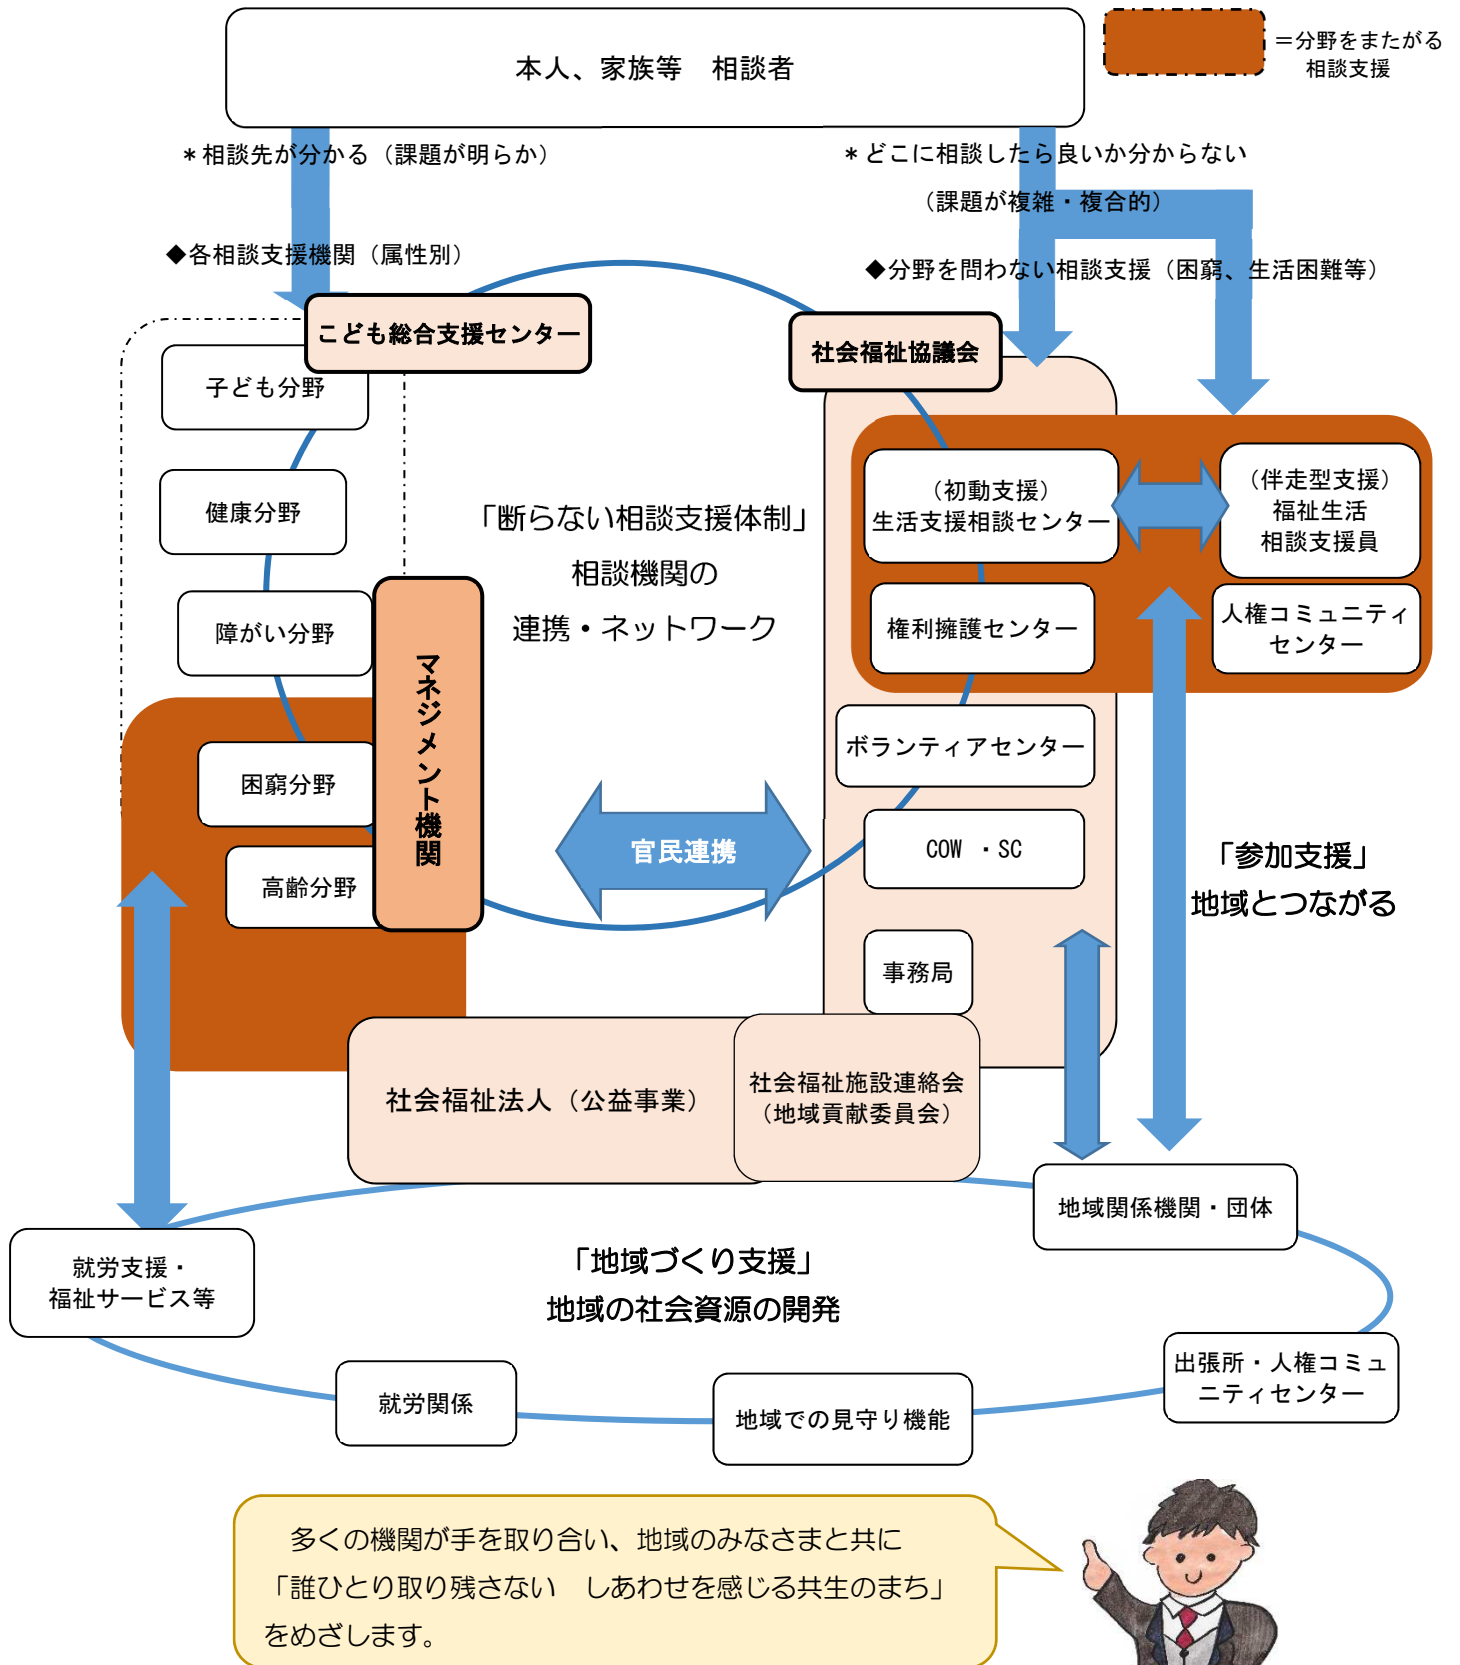 本人、家族等　相談者
＝分野をまたがる
相談支援
＊相談先が分かる（課題が明らか）
＊どこに相談したら良いか分からない
（課題が複雑・複合的）
◆各相談支援機関（属性別）
◆分野を問わない相談支援（困窮、生活困難等）
こども総合支援センター
社会福祉協議会
子ども分野
健康分野
障がい分野
困窮分野
高齢分野
マネジメント機関
「断らない相談支援体制」
相談機関の
連携・ネットワーク
官民連携
（初動支援）
生活支援相談センター
（伴走型支援）
福祉生活
相談支援員
権利擁護センター
人権コミュニティ
センター
ボランティアセンター
COW ・SC
事務局
「参加支援」
地域とつながる
社会福祉法人（公益事業）
社会福祉施設連絡会
（地域貢献委員会）
地域関係機関・団体
就労支援・
福祉サービス等
「地域づくり支援」
地域の社会資源の開発
就労関係
地域での見守り機能
出張所・人権コミュ
ニティセンター
多くの機関が手を取り合い、地域のみなさまと共に
「誰ひとり取り残さない　しあわせを感じる共生のまち」
をめざします。